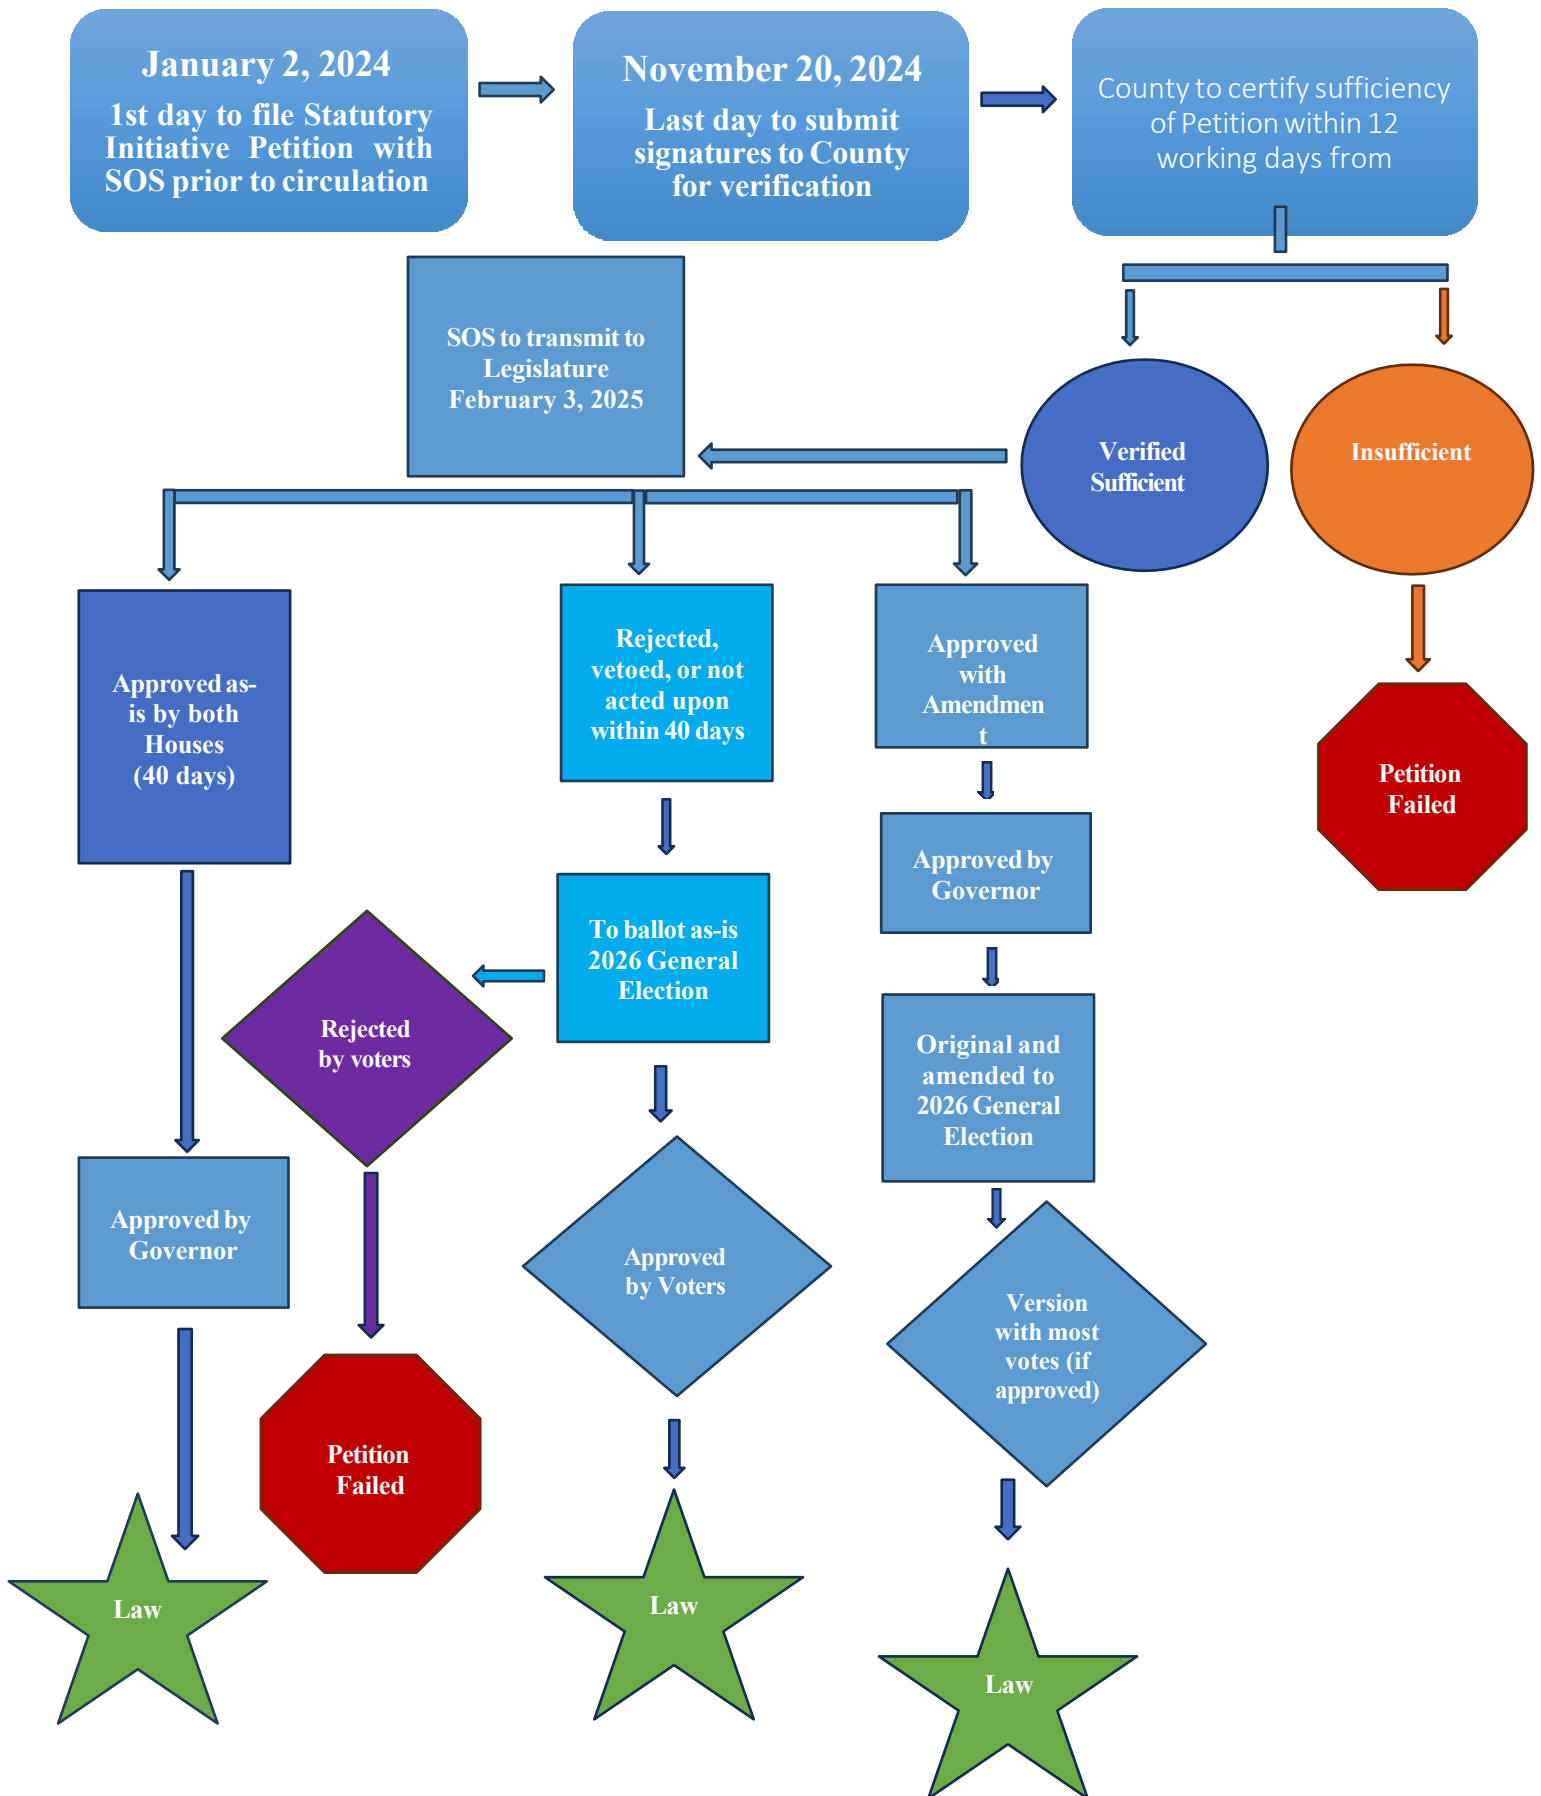 January 2, 2024
1st day to file Statutory
Initiative Petition with
SOS prior to circulation
November 20, 2024
Last day to submit
signatures to County
for verification
County to certify sufficiency
of Petition within 12
working days from
SOS to transmit to
Legislature
February 3, 2025
Verified
Sufficient
Insufficient
Approved as-
is by both
Houses
(40 days)
Rejected,
vetoed, or not
acted upon
within 40 days
Approved
with
Amendmen
t
Petition
Failed
Approved by
Governor
To ballot as-is
2026 General
Election
Rejected
by voters
Original and
amended to
2026 General
Election
Approved by
Governor
Approved
by Voters
Version
with most
votes (if
approved)
Petition
Failed
Law
Law
Law